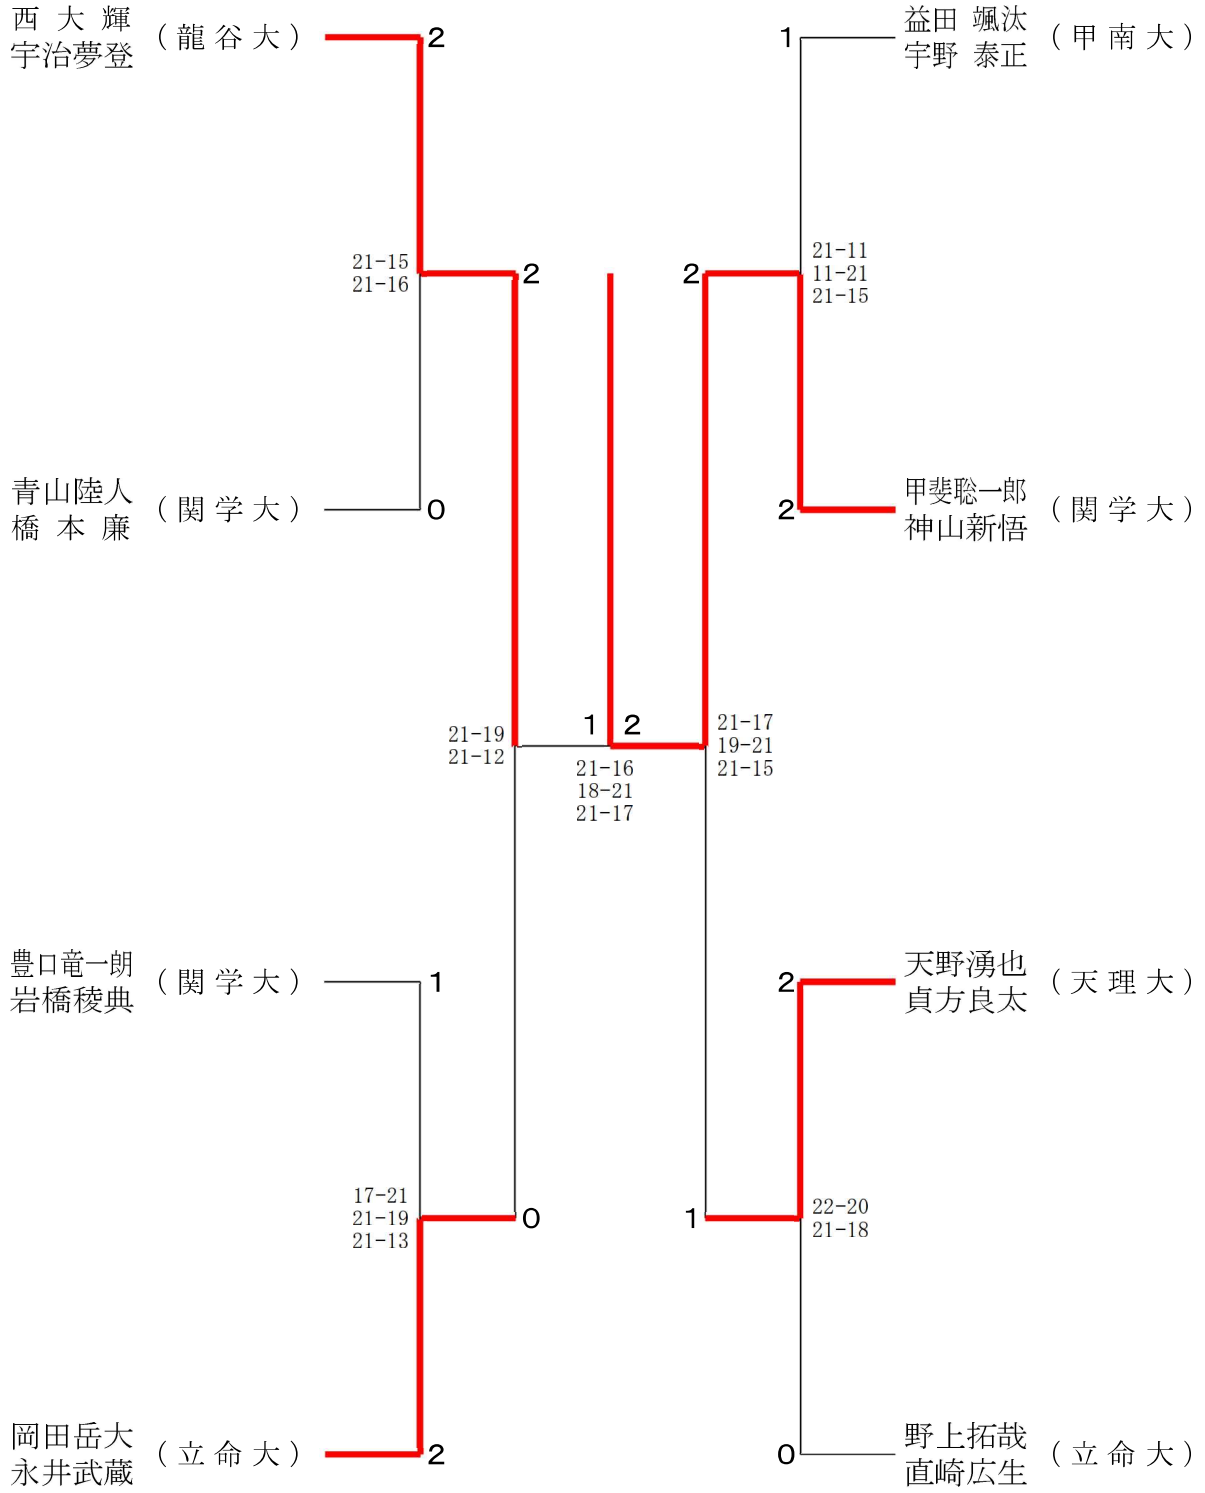 西 大 輝
宇治夢登
(龍谷大)
2
21-15
21-16
2
青山陸人
橋 本 廉
(関学大)
0
21-19
21-12
豊口竜一朗
岩橋稜典
(関学大)
1
17-21
21-19
21-13
0
岡田岳大
永井武蔵
(立命大)
2
1 2
21-16
18-21
21-17
1
益田 颯汰
宇野 泰正
(甲南大)
2
21-11
11-21
21-15
2
甲斐聡一郎
神山新悟
(関学大)
21-17
19-21
21-15
2
天野湧也
貞方良太
(天理大)
1
22-20
21-18
0
野上拓哉
直崎広生
(立命大)